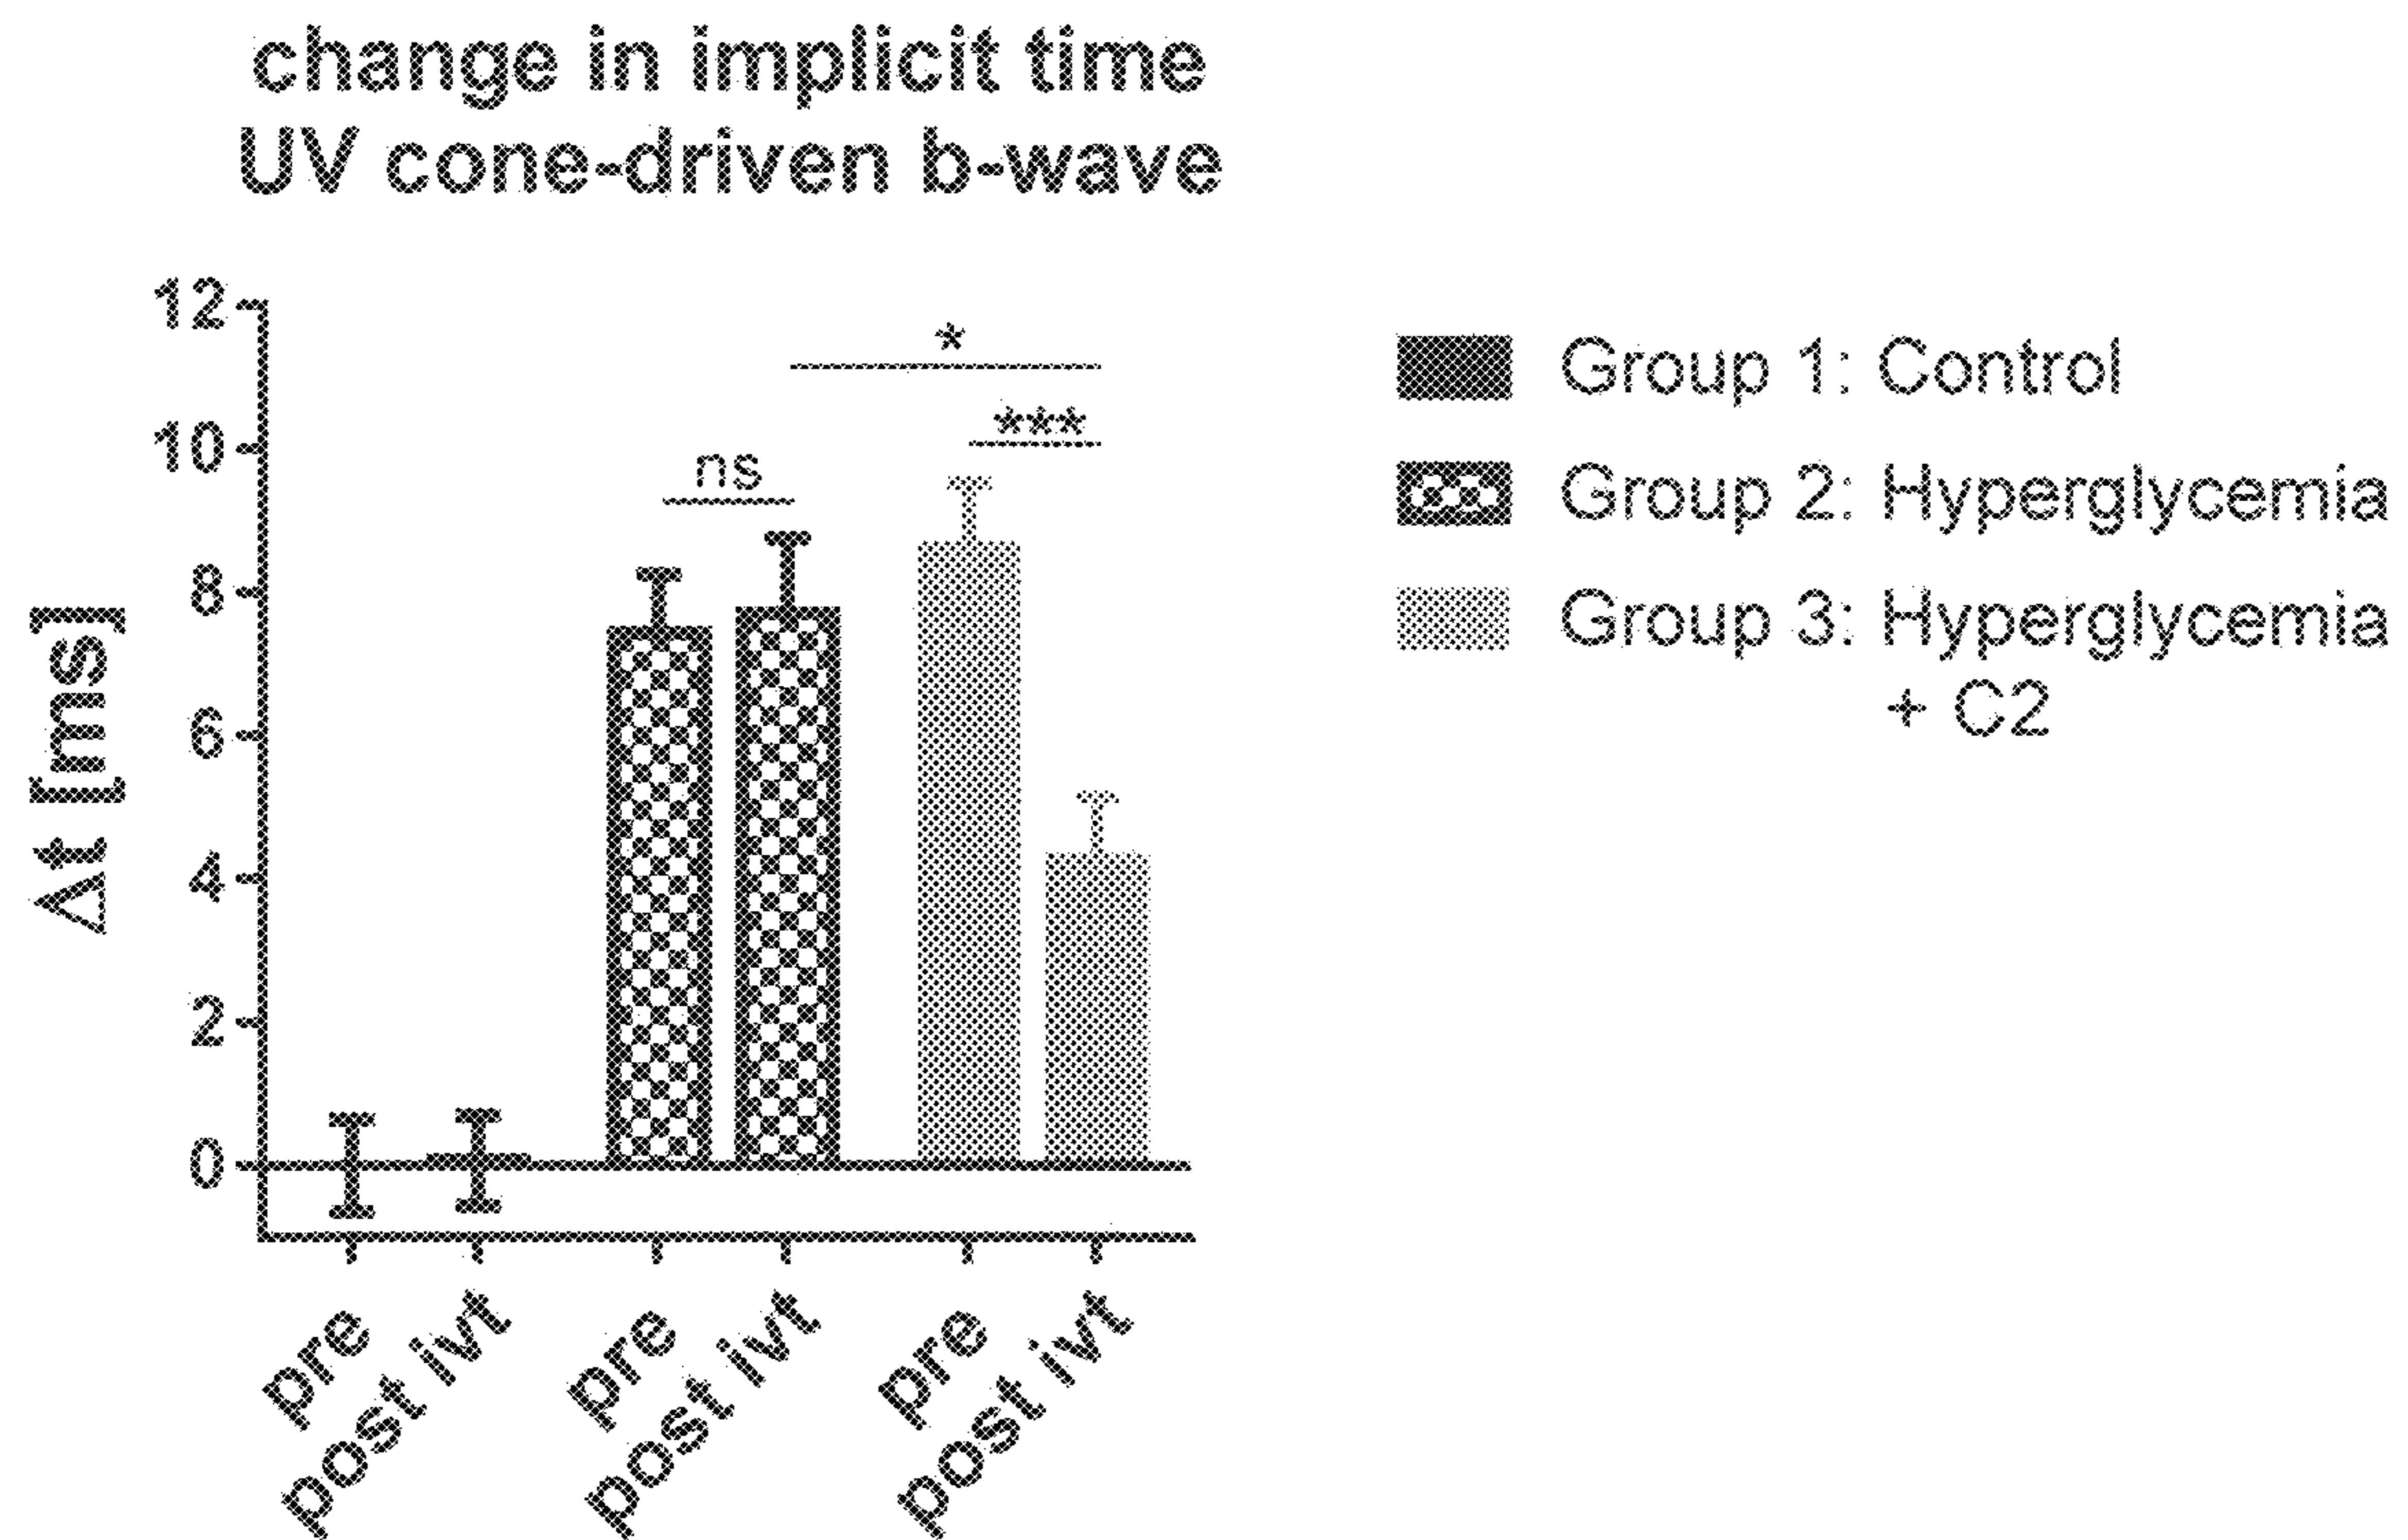 change in implicit time
UV cone-driven b-wave
Δt [ms]
12
10
8
6
4
2
0
*
***
ns
pre
post ivt
pre
post ivt
pre
post ivt
Group 1: Control
Group 2: Hyperglycemia
Group 3: Hyperglycemia
+ C2